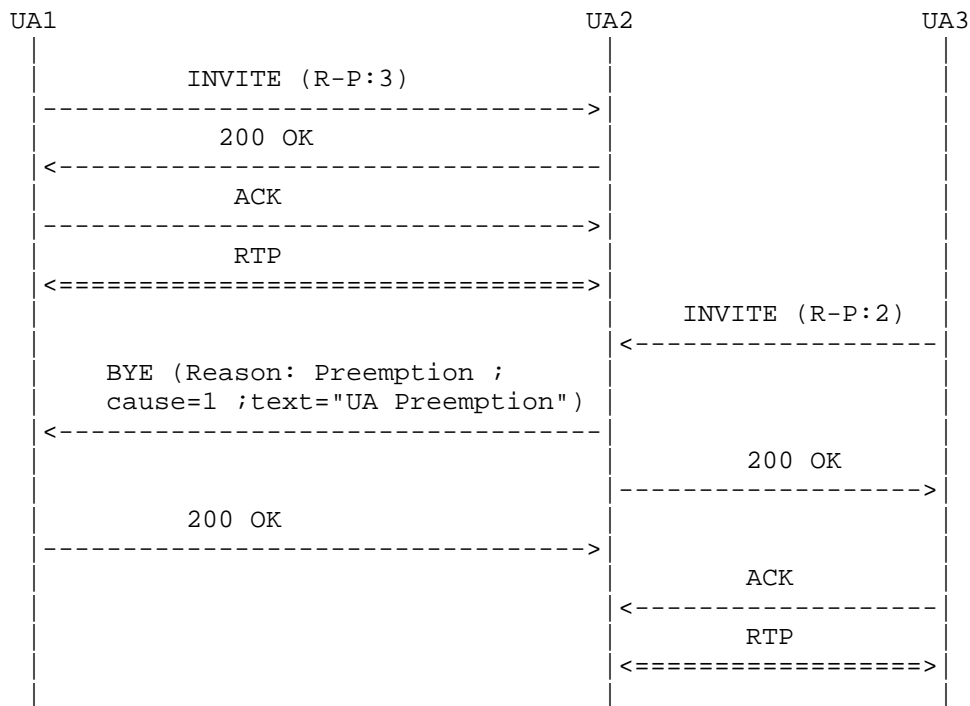 UA1 UA2 UA3
INVITE (R-P:3)
200 OK
ACK
RTP
INVITE (R-P:2)
BYE (Reason: Preemption ;
cause=1 ;text="UA Preemption")
200 OK
200 OK
ACK
RTP